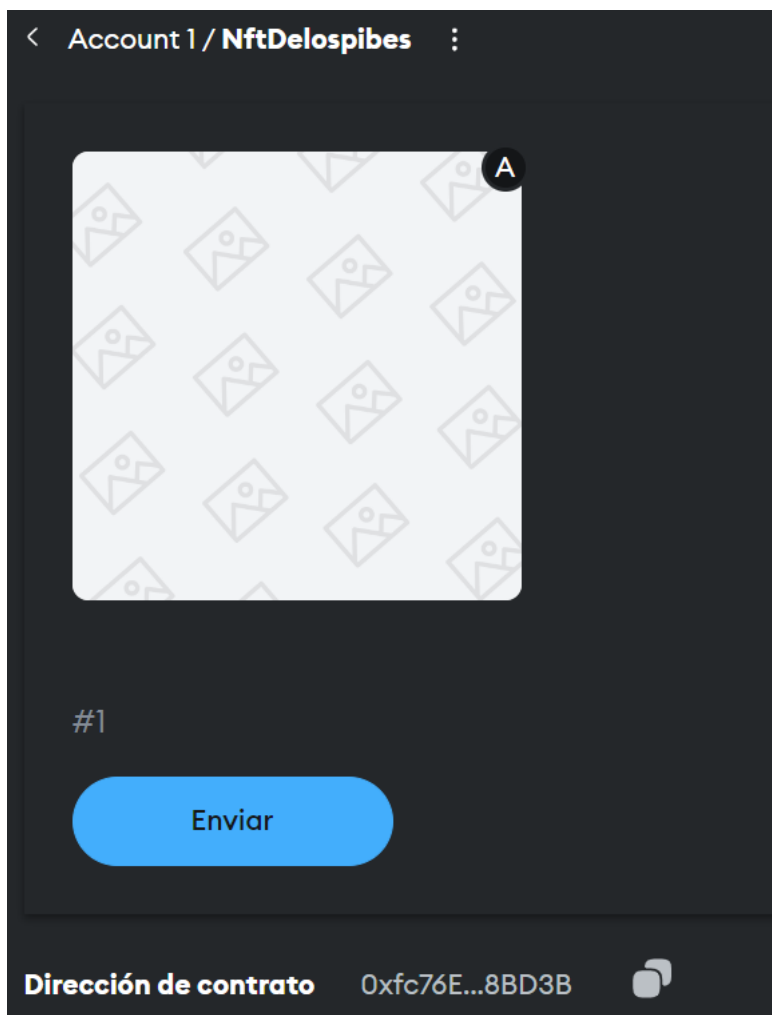 Account 1 / NftDelospibes
A
#1
Enviar
Dirección de contrato 0xfc76E...8BD3B